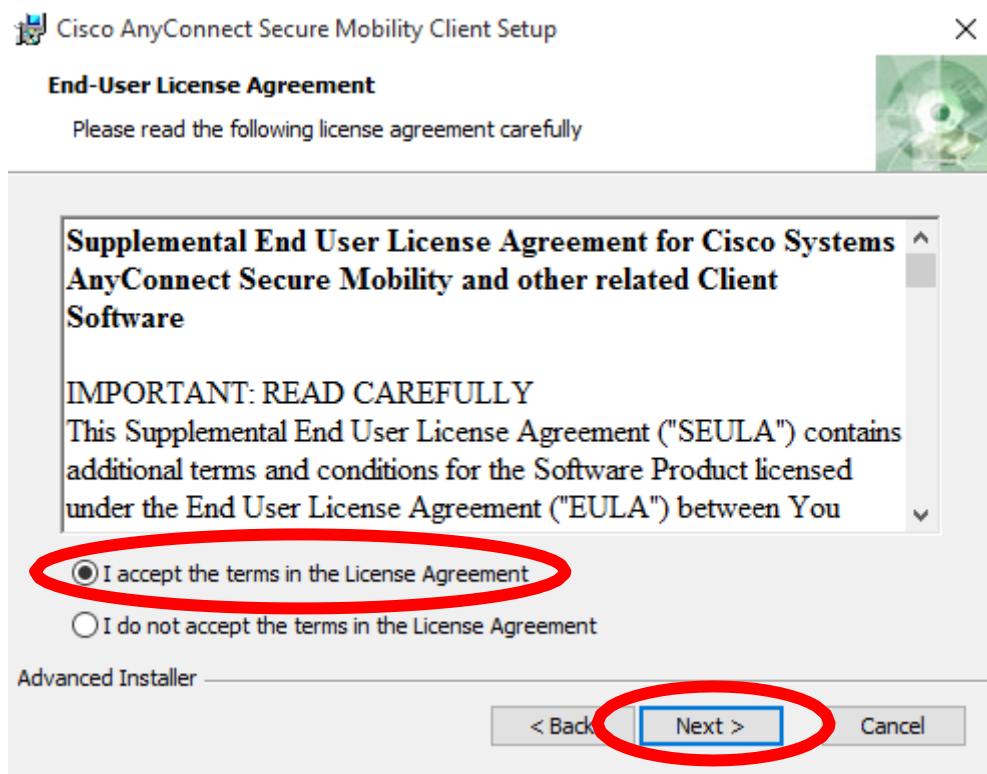 Cisco AnyConnect Secure Mobility Client Setup
End-User License Agreement
Please read the following license agreement carefully
Supplemental End User License Agreement for Cisco Systems
AnyConnect Secure Mobility and other related Client
Software
IMPORTANT: READ CAREFULLY
This Supplemental End User License Agreement ("SEULA") contains
additional terms and conditions for the Software Product licensed
under the End User License Agreement ("EULA") between You
I accept the terms in the License Agreement
I do not accept the terms in the License Agreement
Advanced Installer
< Back Next > Cancel